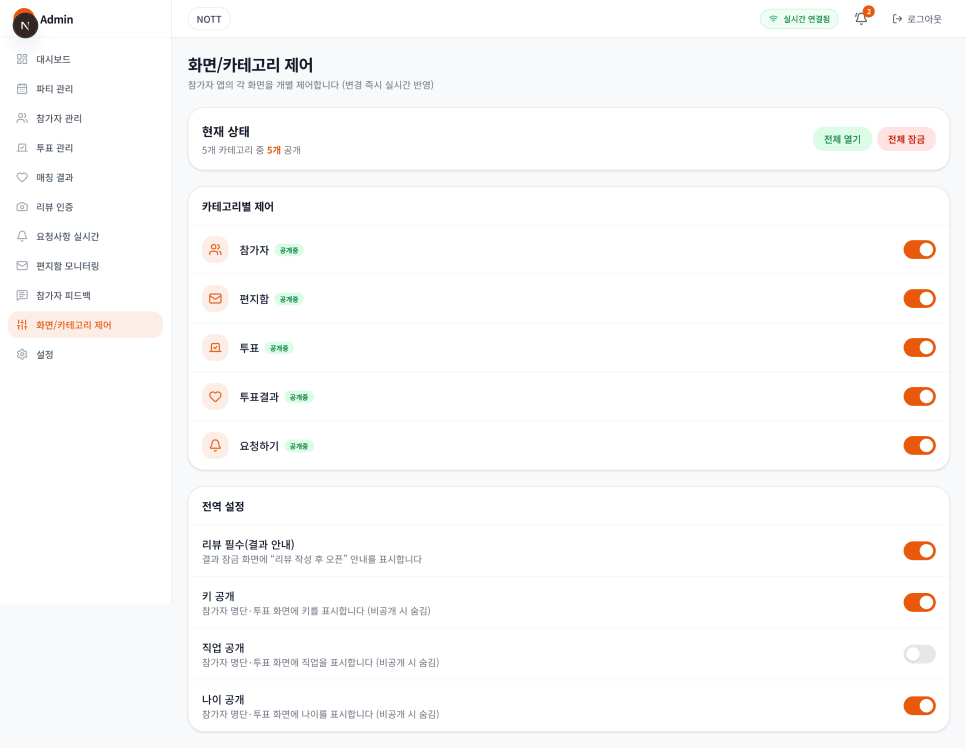 N
Admin
NOTT
실시간 연결됨
2
로그아웃
대시보드
파티 관리
참가자 관리
투표 관리
매칭 결과
리뷰 인증
요청사항 실시간
편지함 모니터링
참가자 피드백
화면/카테고리 제어
설정
화면/카테고리 제어
참가자 앱의 각 화면을 개별 제어합니다 (변경 즉시 실시간 반영)
현재 상태
5개 카테고리 중 5개 공개
전체 열기
전체 잠금
카테고리별 제어
참가자 공개중
편지함 공개중
투표 공개중
투표결과 공개중
요청하기 공개중
전역 설정
리뷰 필수(결과 안내)
결과 잠금 화면에 “리뷰 작성 후 오픈” 안내를 표시합니다
키 공개
참가자 명단·투표 화면에 키를 표시합니다 (비공개 시 숨김)
직업 공개
참가자 명단·투표 화면에 직업을 표시합니다 (비공개 시 숨김)
나이 공개
참가자 명단·투표 화면에 나이를 표시합니다 (비공개 시 숨김)